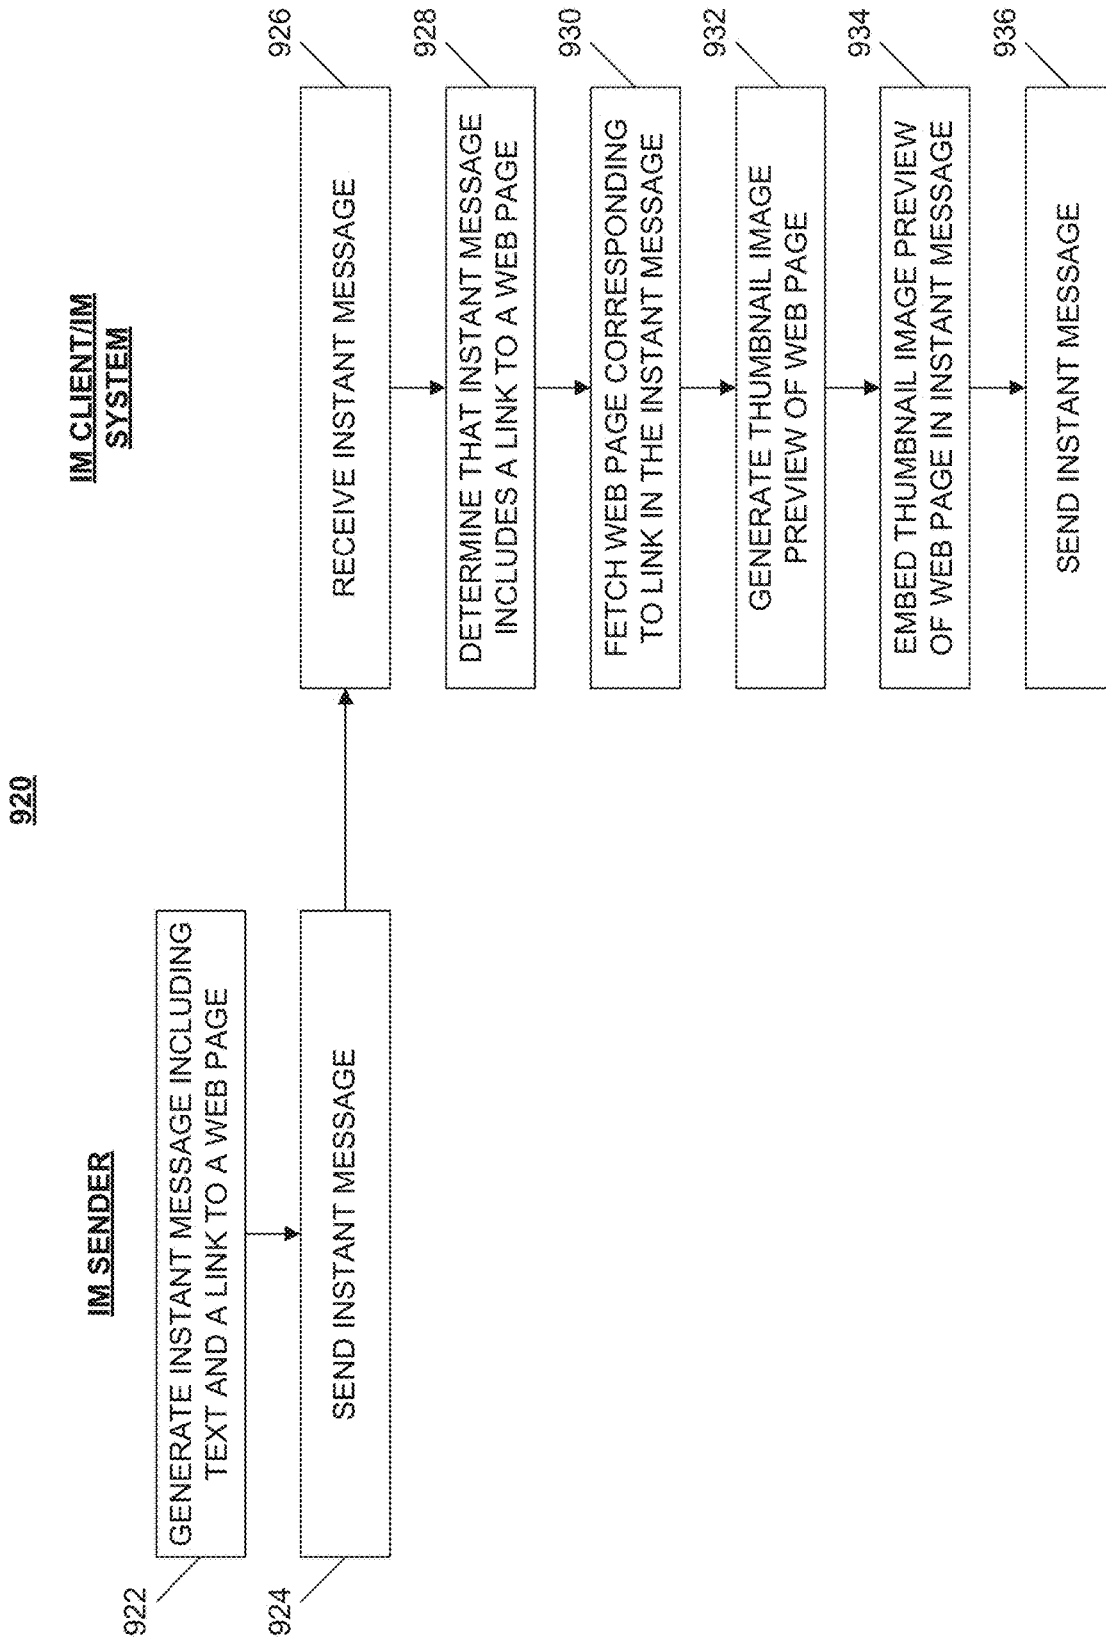 920
IM SENDER
922
GENERATE INSTANT MESSAGE INCLUDING
TEXT AND A LINK TO A WEB PAGE
924
SEND INSTANT MESSAGE
IM CLIENT/IM
SYSTEM
926
RECEIVE INSTANT MESSAGE
928
DETERMINE THAT INSTANT MESSAGE
INCLUDES A LINK TO A WEB PAGE
930
FETCH WEB PAGE CORRESPONDING
TO LINK IN THE INSTANT MESSAGE
932
GENERATE THUMBNAIL IMAGE
PREVIEW OF WEB PAGE
934
EMBED THUMBNAIL IMAGE PREVIEW
OF WEB PAGE IN INSTANT MESSAGE
936
SEND INSTANT MESSAGE